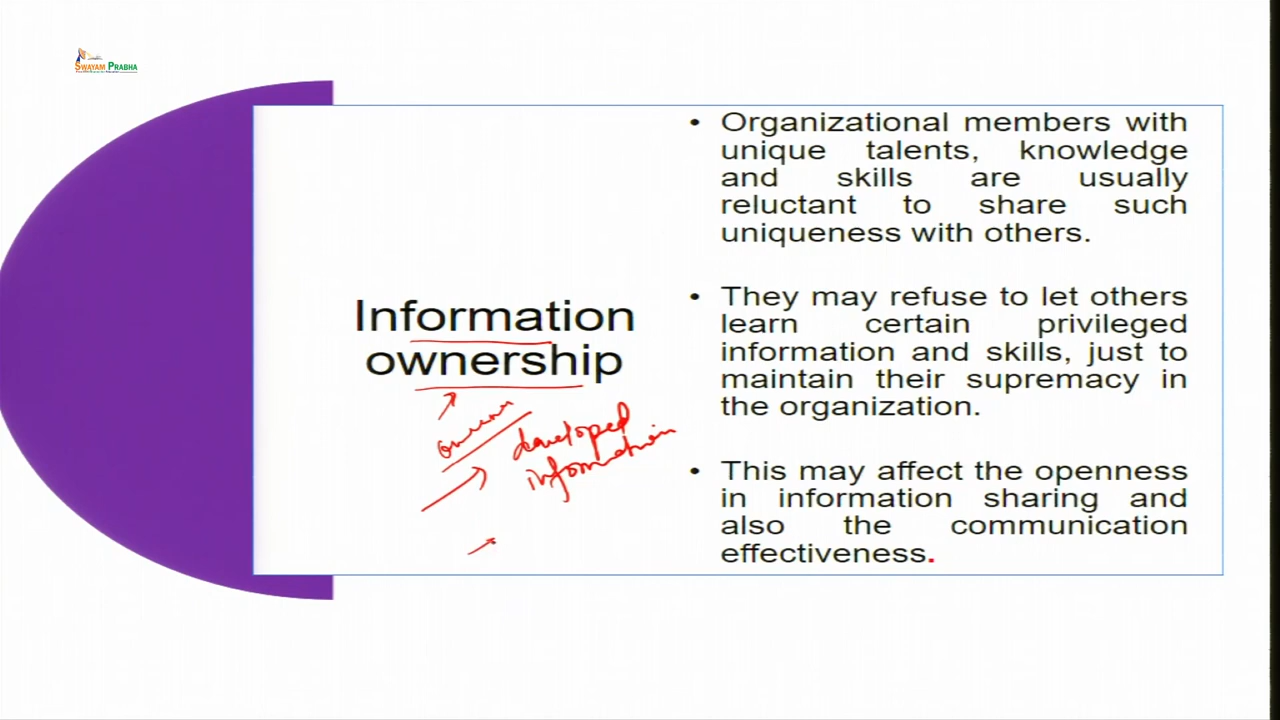 SWAYAM PRABHA
Information
ownership
developed
information
• Organizational members with
unique talents, knowledge
and skills are usually
reluctant to share such
uniqueness with others.
• They may refuse to let others
learn certain privileged
information and skills, just to
maintain their supremacy in
the organization.
• This may affect the openness
in information sharing and
also the communication
effectiveness.